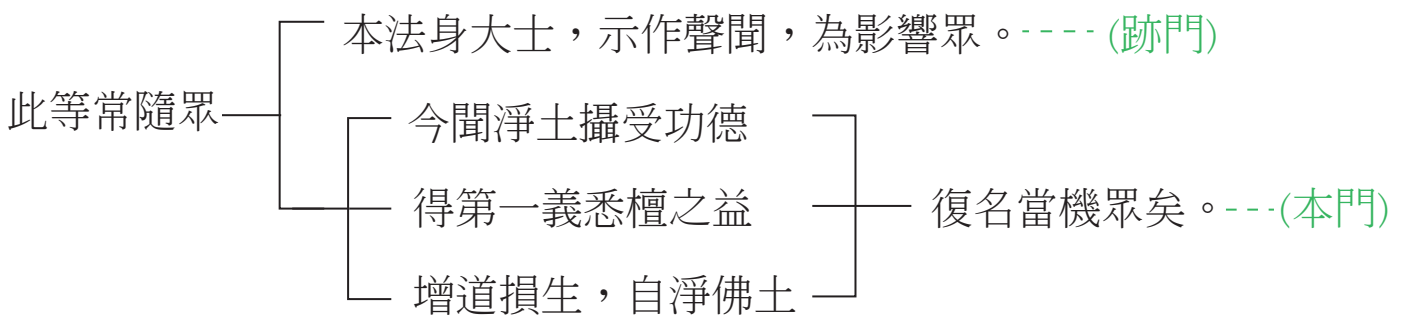 本法身大士，示作聲聞，為影響眾。---- (跡門)
此等常隨眾
今聞淨土攝受功德
得第一義悉檀之益
復名當機眾矣。---(本門)
增道損生，自淨佛土